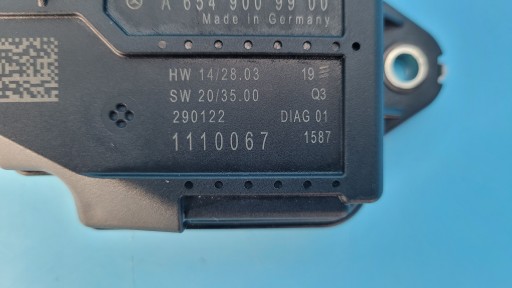 A 654 900 99 00
Made in Germany
HW 14/28.03 19
SW 20/35.00 Q3
290122 DIAG 01
1110067 1587